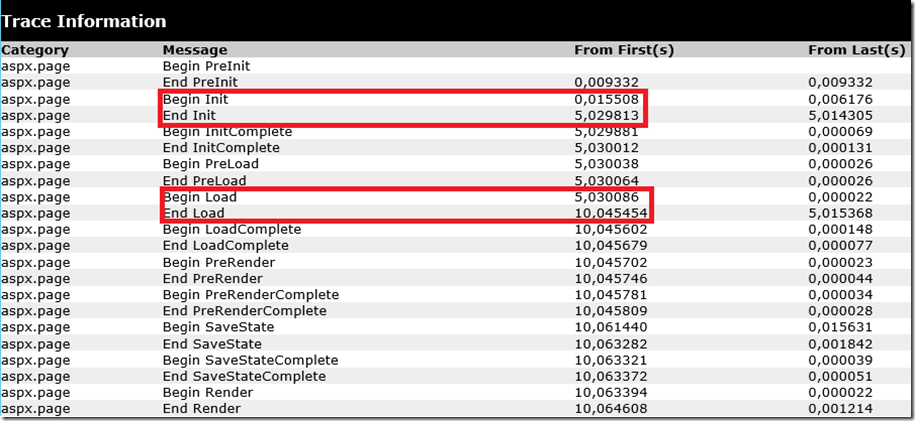 Trace Information
Category Message From First(s) From Last(s)
aspx.page Begin PreInit
aspx.page End PreInit 0,009332 0,009332
aspx.page Begin Init 0,015508 0,006176
aspx.page End Init 5,029813 5,014305
aspx.page Begin InitComplete 5,029881 0,000069
aspx.page End InitComplete 5,030012 0,000131
aspx.page Begin PreLoad 5,030038 0,000026
aspx.page End PreLoad 5,030064 0,000026
aspx.page Begin Load 5,030086 0,000022
aspx.page End Load 10,045454 5,015368
aspx.page Begin LoadComplete 10,045602 0,000148
aspx.page End LoadComplete 10,045679 0,000077
aspx.page Begin PreRender 10,045702 0,000023
aspx.page End PreRender 10,045746 0,000044
aspx.page Begin PreRenderComplete 10,045781 0,000034
aspx.page End PreRenderComplete 10,045809 0,000028
aspx.page Begin SaveState 10,061440 0,015631
aspx.page End SaveState 10,063282 0,001842
aspx.page Begin SaveStateComplete 10,063321 0,000039
aspx.page End SaveStateComplete 10,063372 0,000051
aspx.page Begin Render 10,063394 0,000022
aspx.page End Render 10,064608 0,001214